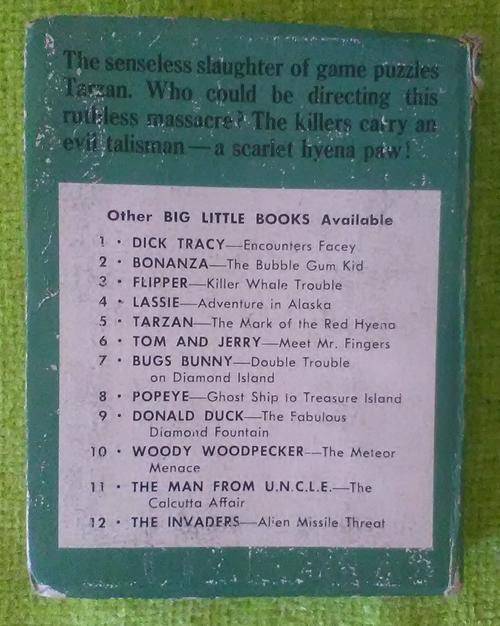 The senseless slaughter of game puzzles
Tarzan. Who could be directing this
ruthless massacre? The killers carry an
evil talisman — a scarlet hyena paw!
Other BIG LITTLE BOOKS Available
1 • DICK TRACY—Encounters Facey
2 • BONANZA—The Bubble Gum Kid
3 • FLIPPER—Killer Whale Trouble
4 • LASSIE—Adventure in Alaska
5 • TARZAN—The Mark of the Red Hyena
6 • TOM AND JERRY—Meet Mr. Fingers
7 • BUGS BUNNY—Double Trouble
on Diamond Island
8 • POPEYE—Ghost Ship to Treasure Island
9 • DONALD DUCK—The Fabulous
Diamond Fountain
10 • WOODY WOODPECKER—The Meteor
Menace
11 • THE MAN FROM U.N.C.L.E.—The
Calcutta Affair
12 • THE INVADERS—Alien Missile Threat